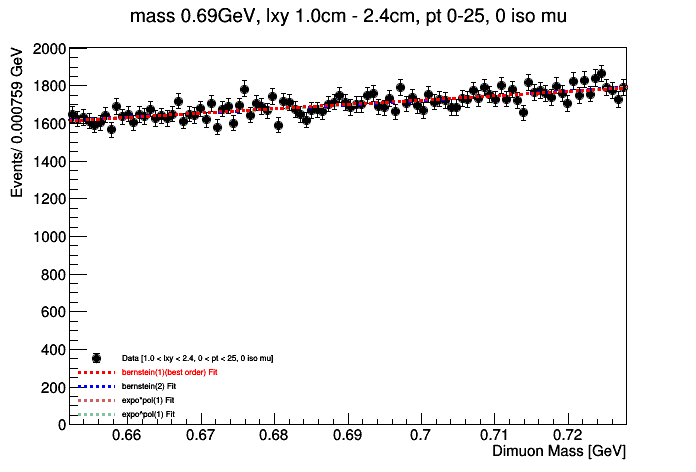 mass 0.69GeV, lxy 1.0cm - 2.4cm, pt 0-25, 0 iso mu
Events/ 0.000759 GeV
2000
1800
1600
1400
1200
1000
800
600
400
200
0
Data [1.0 < lxy < 2.4, 0 < pt < 25, 0 iso mu]
bernstein(1)(best order) Fit
bernstein(2) Fit
expo*pol(1) Fit
expo^pol(1) Fit
0.66 0.67 0.68 0.69 0.7 0.71 0.72
Dimuon Mass [GeV]